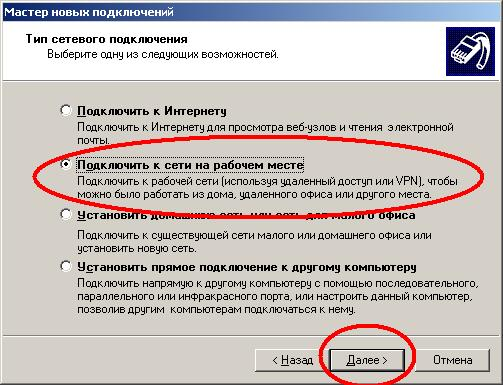 Мастер новых подключений
Тип сетевого подключения
Выберите одну из следующих возможностей.
Подключить к Интернету
Подключить к Интернету для просмотра веб-узлов и чтения электронной
почты.
Подключить к сети на рабочем месте
Подключить к рабочей сети (используя удаленный доступ или VPN), чтобы
можно было работать из дома, удаленного офиса или другого места.
Установить домашнюю сеть или сеть для малого офиса
Подключить к существующей сети малого или домашнего офиса или
установить новую сеть.
Установить прямое подключение к другому компьютеру
Подключить напрямую к другому компьютеру с помощью последовательного,
параллельного или инфракрасного порта, или настроить данный компьютер,
позволив другим компьютерам подключаться к нему.
< Назад Далее > Отмена